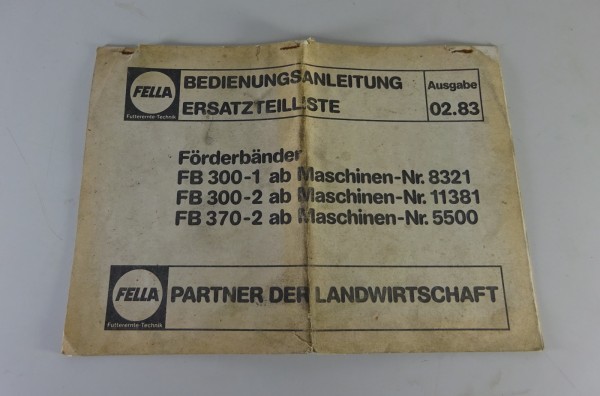 FELLA
Futterernte-Technik
BEDIENUNGSANLEITUNG
ERSATZTEILLISTE
Ausgabe
02.83
Förderbänder
FB 300-1 ab Maschinen-Nr. 8321
FB 300-2 ab Maschinen-Nr. 11381
FB 370-2 ab Maschinen-Nr. 5500
FELLA
Futterernte-Technik
PARTNER DER LANDWIRTSCHAFT